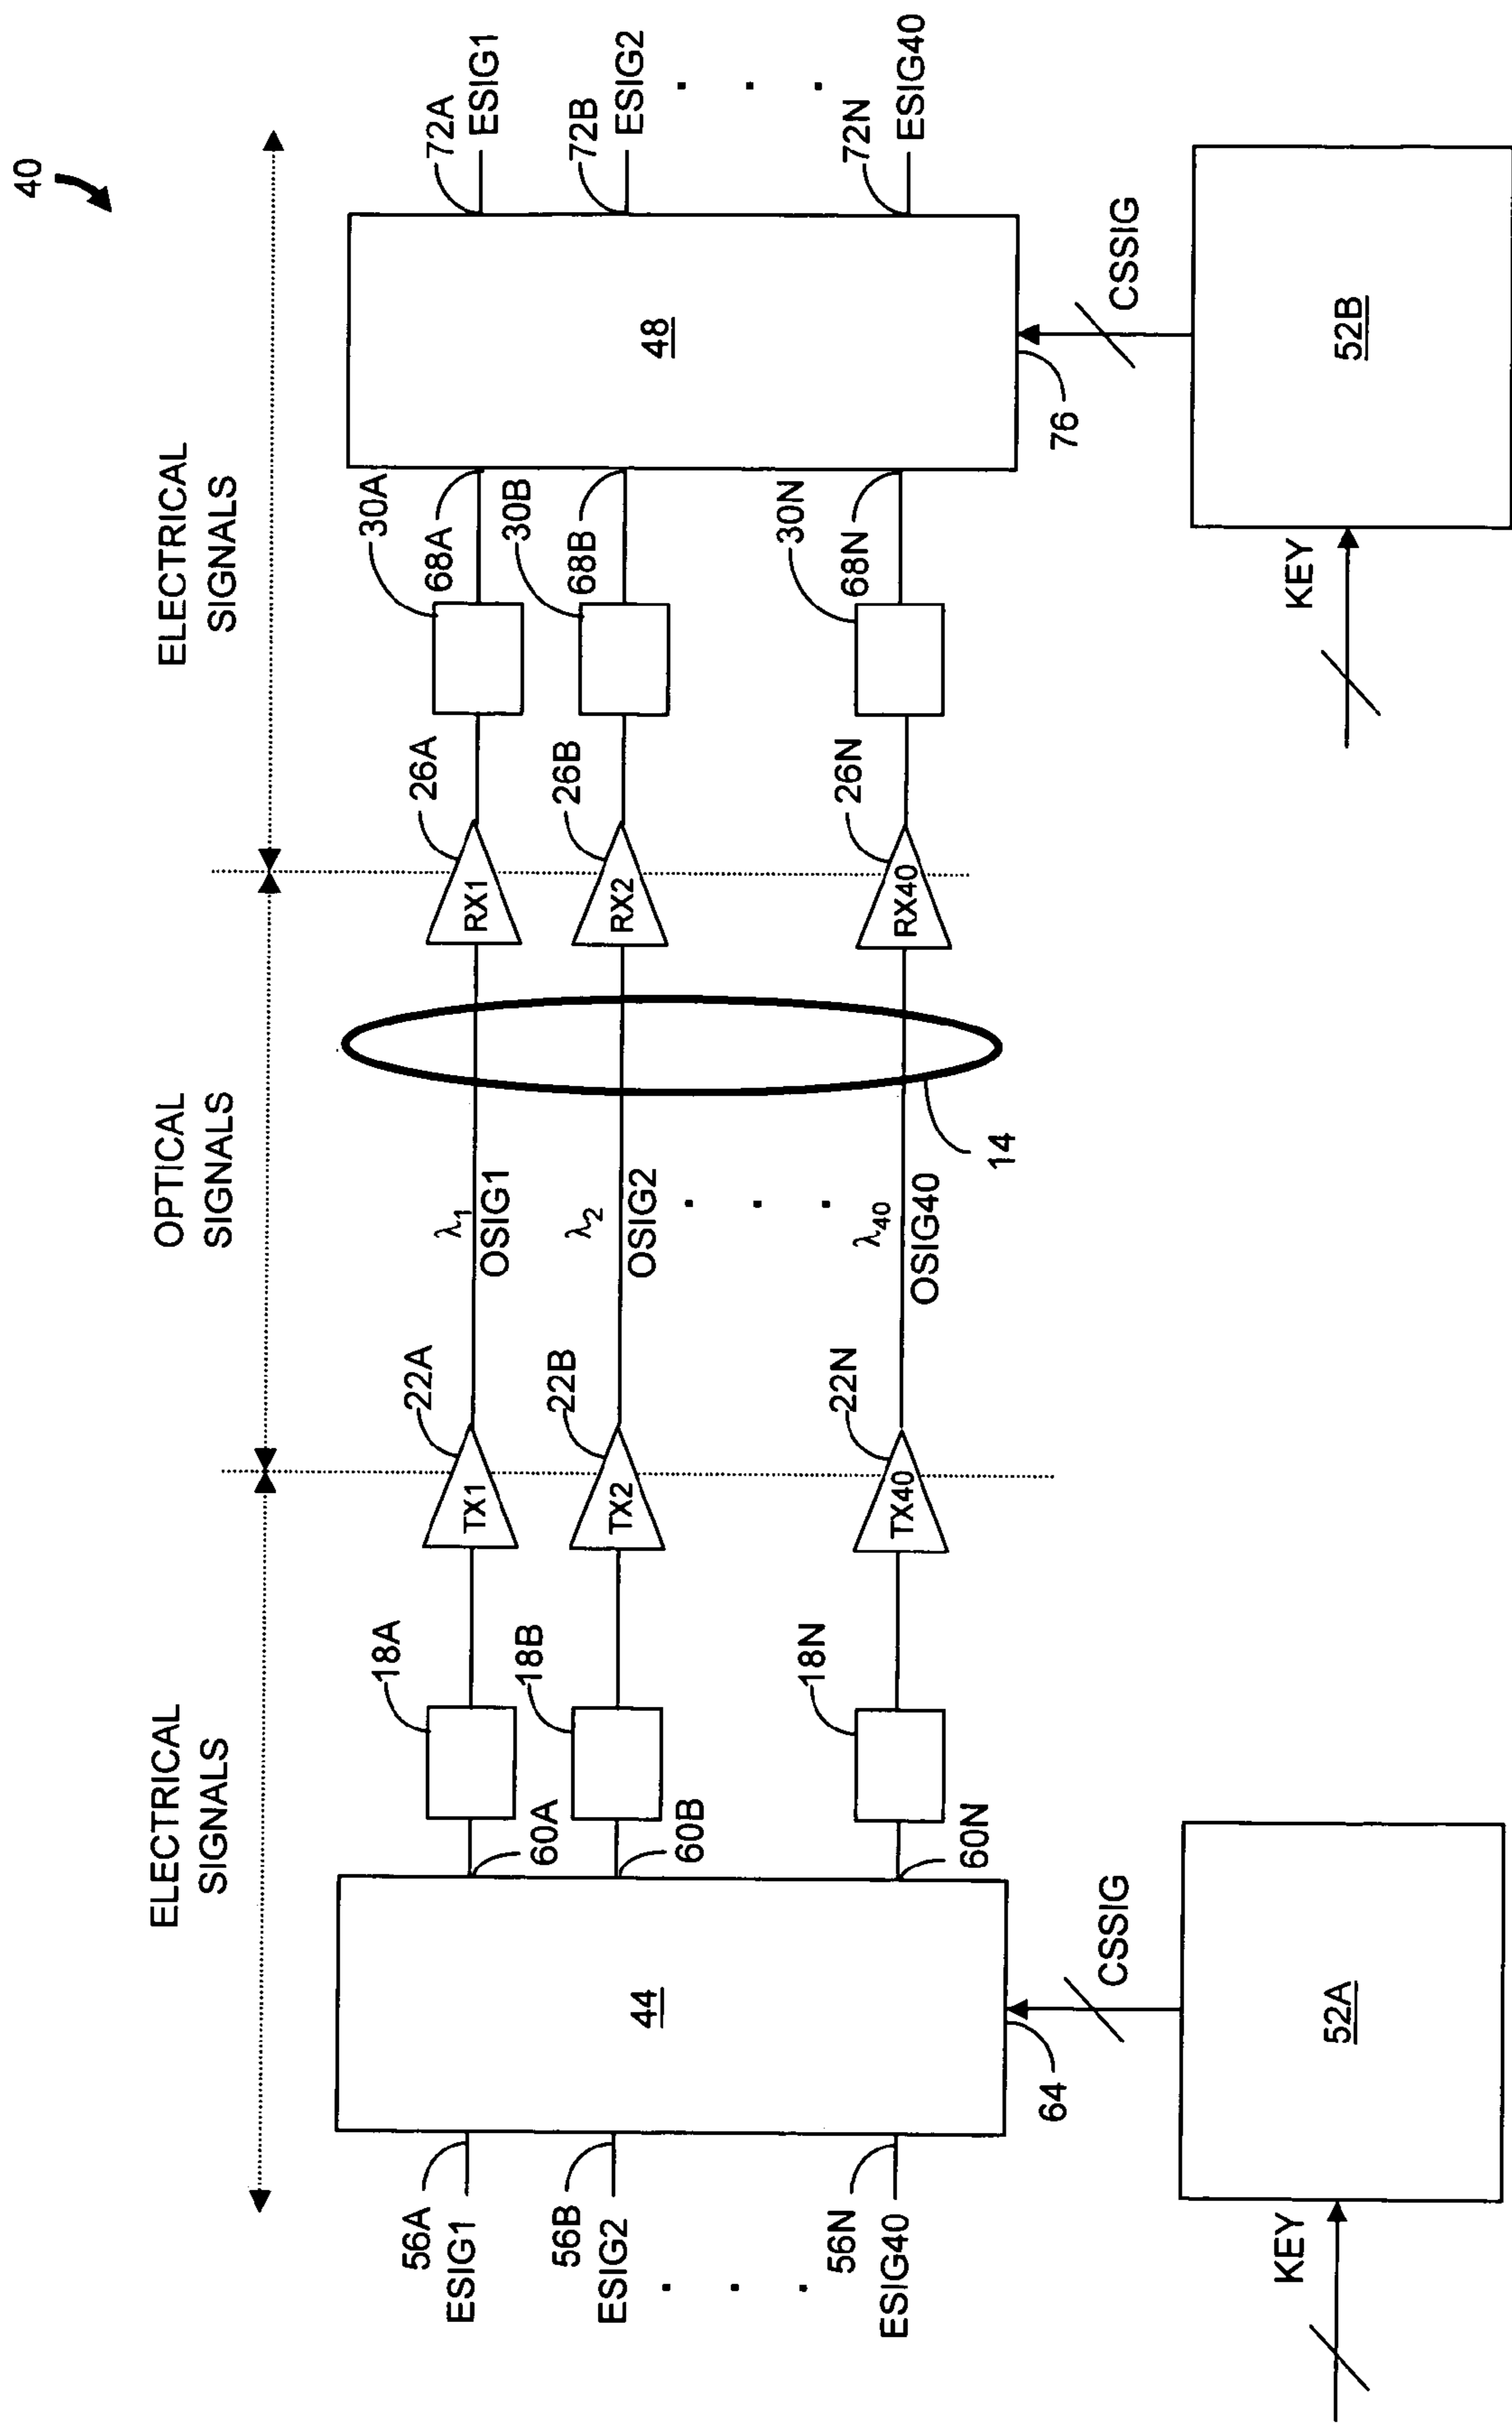 40
ELECTRICAL
SIGNALS
OPTICAL
SIGNALS
ELECTRICAL
SIGNALS
56A
ESIG1
56B
ESIG2
. . .
56N
ESIG40
44
60A
60B
60N
64
CSSIG
KEY
52A
18A
18B
18N
22A
TX1
22B
TX2
22N
TX40
λ1
OSIG1
λ2
OSIG2
. . .
λ40
OSIG40
14
26A
RX1
26B
RX2
26N
RX40
30A
30B
30N
68A
68B
68N
48
72A
ESIG1
72B
ESIG2
. . .
72N
ESIG40
76
CSSIG
KEY
52B